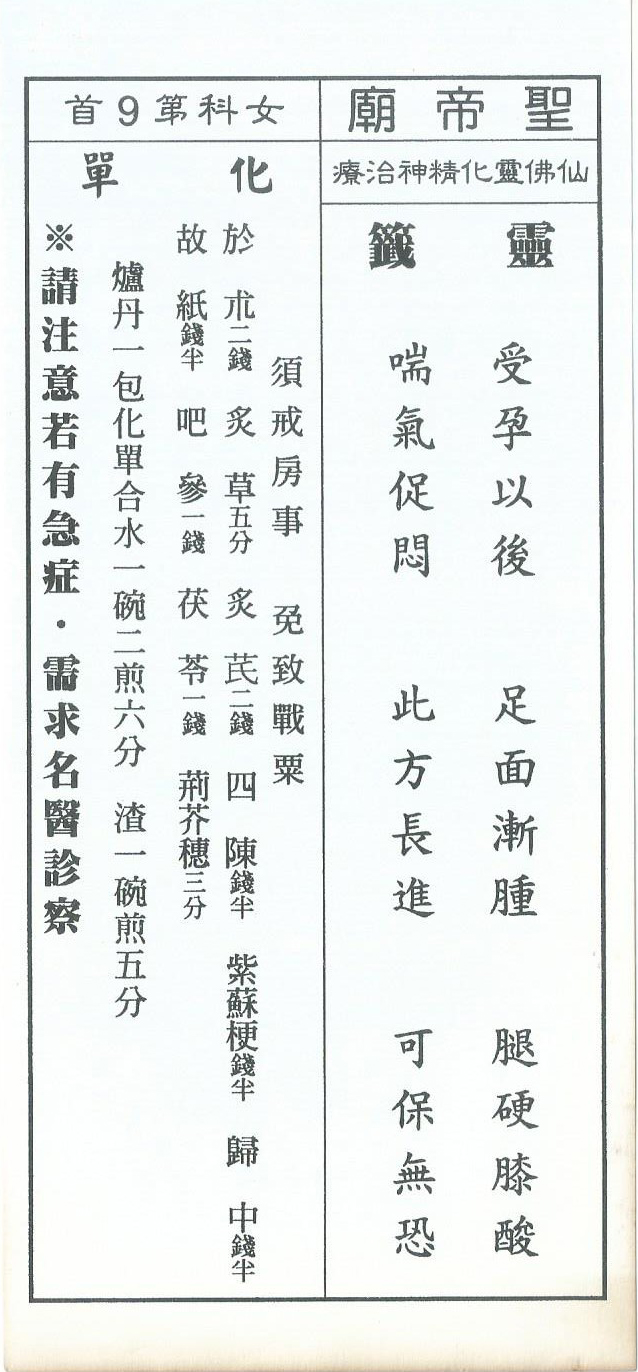 聖帝廟
仙佛靈化精神治療
靈籤
受孕以後 足面漸腫 腿硬膝酸
喘氣促悶 此方長進 可保無恐
女科第9首
化單
須戒房事 免致戰粟
於朮二錢 炙草五分 炙芪二錢 四陳錢半 紫蘇梗錢半 歸中錢半
故紙錢半 吧參一錢 茯苓一錢 荊芥穗三分
爐丹一包化單合水一碗二煎六分 渣一碗煎五分
※請注意若有急症・需求名醫診察